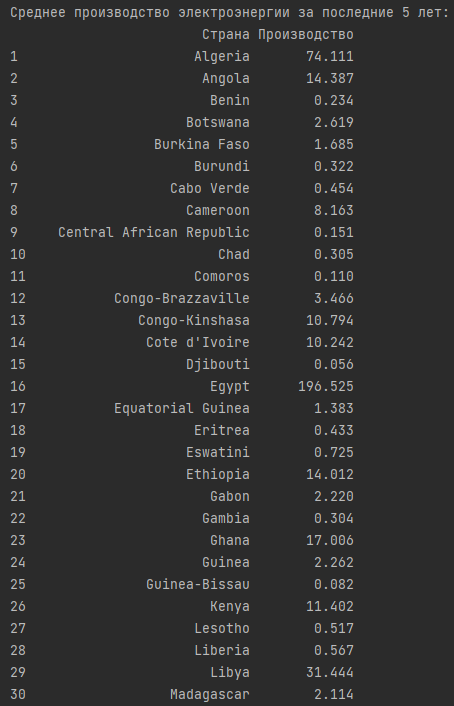 Среднее производство электроэнергии за последние 5 лет:
Страна Производство
1 Algeria 74.111
2 Angola 14.387
3 Benin 0.234
4 Botswana 2.619
5 Burkina Faso 1.685
6 Burundi 0.322
7 Cabo Verde 0.454
8 Cameroon 8.163
9 Central African Republic 0.151
10 Chad 0.305
11 Comoros 0.110
12 Congo-Brazzaville 3.466
13 Congo-Kinshasa 10.794
14 Cote d'Ivoire 10.242
15 Djibouti 0.056
16 Egypt 196.525
17 Equatorial Guinea 1.383
18 Eritrea 0.433
19 Eswatini 0.725
20 Ethiopia 14.012
21 Gabon 2.220
22 Gambia 0.304
23 Ghana 17.006
24 Guinea 2.262
25 Guinea-Bissau 0.082
26 Kenya 11.402
27 Lesotho 0.517
28 Liberia 0.567
29 Libya 31.444
30 Madagascar 2.114